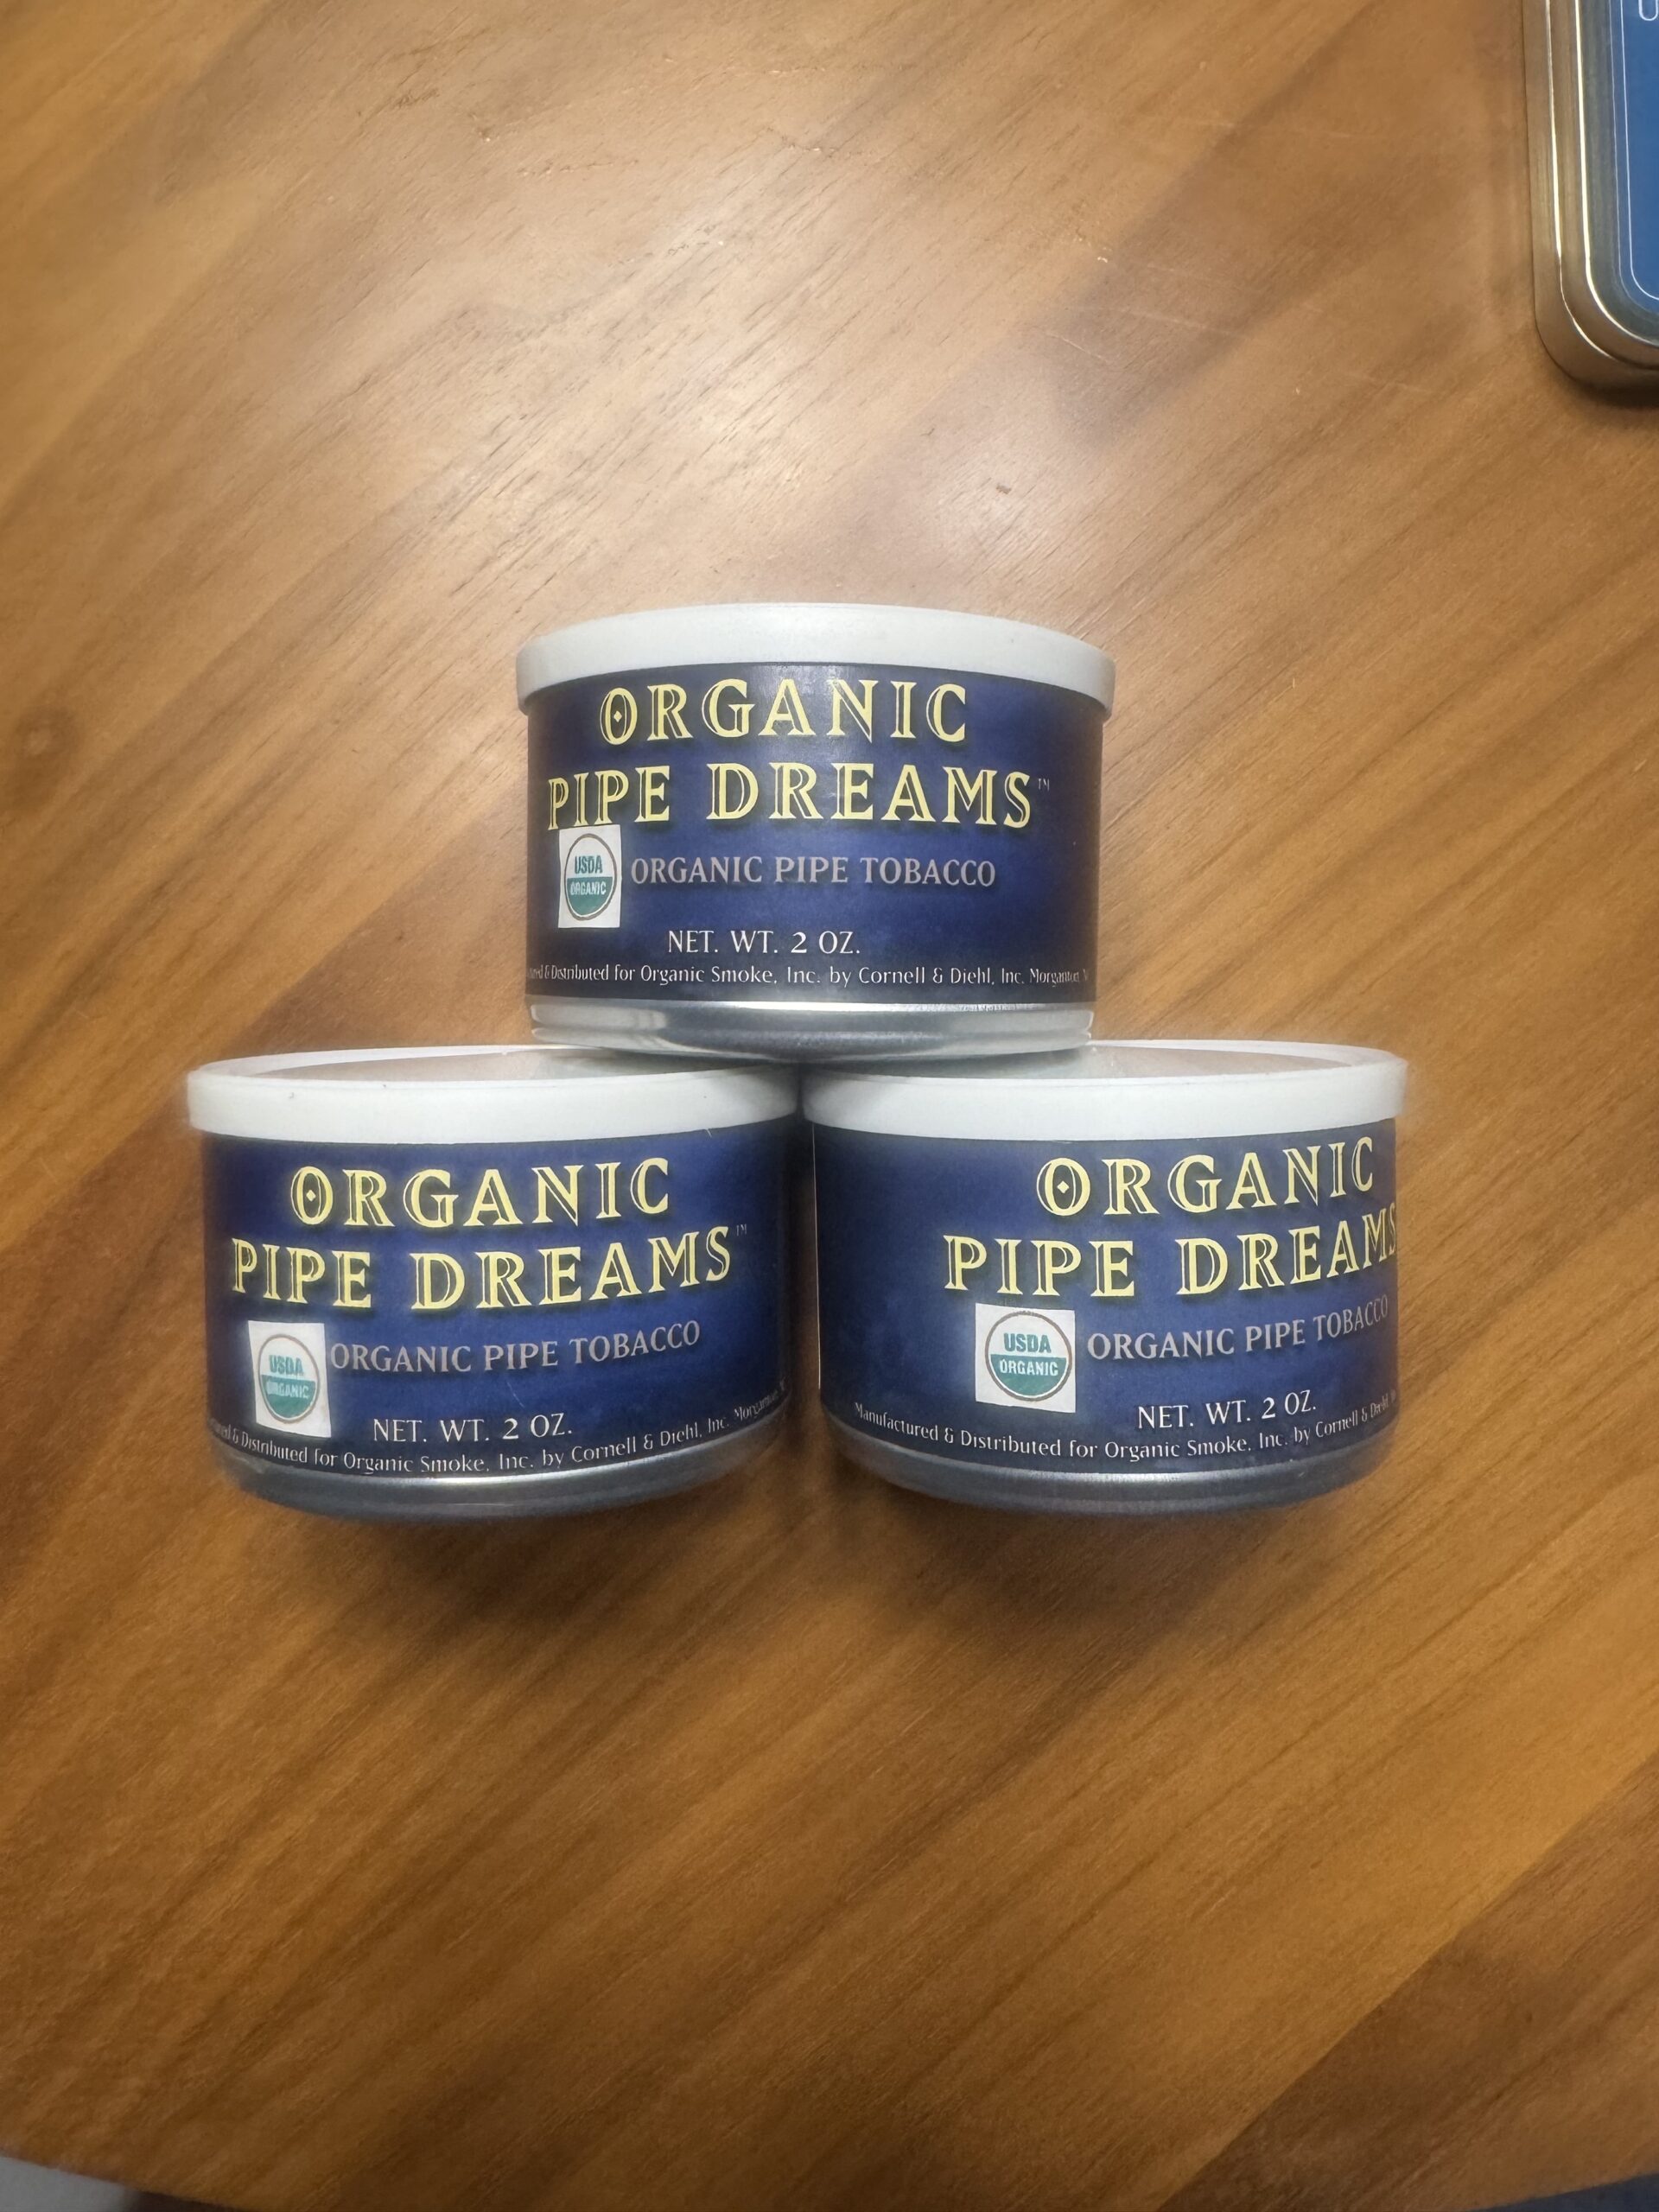 ORGANIC
PIPE DREAMS™
USDA
ORGANIC
ORGANIC PIPE TOBACCO
NET. WT. 2 OZ.
& Distributed for Organic Smoke, Inc. by Cornell & Diehl, Inc. Morganton,
ORGANIC
PIPE DREAMS™
USDA
ORGANIC
ORGANIC PIPE TOBACCO
NET. WT. 2 OZ.
& Distributed for Organic Smoke, Inc. by Cornell & Diehl, Inc.
ORGANIC
PIPE DREAMS
USDA
ORGANIC
ORGANIC PIPE TOBACCO
NET. WT. 2 OZ.
Manufactured & Distributed for Organic Smoke, Inc. by Cornell & Diehl,